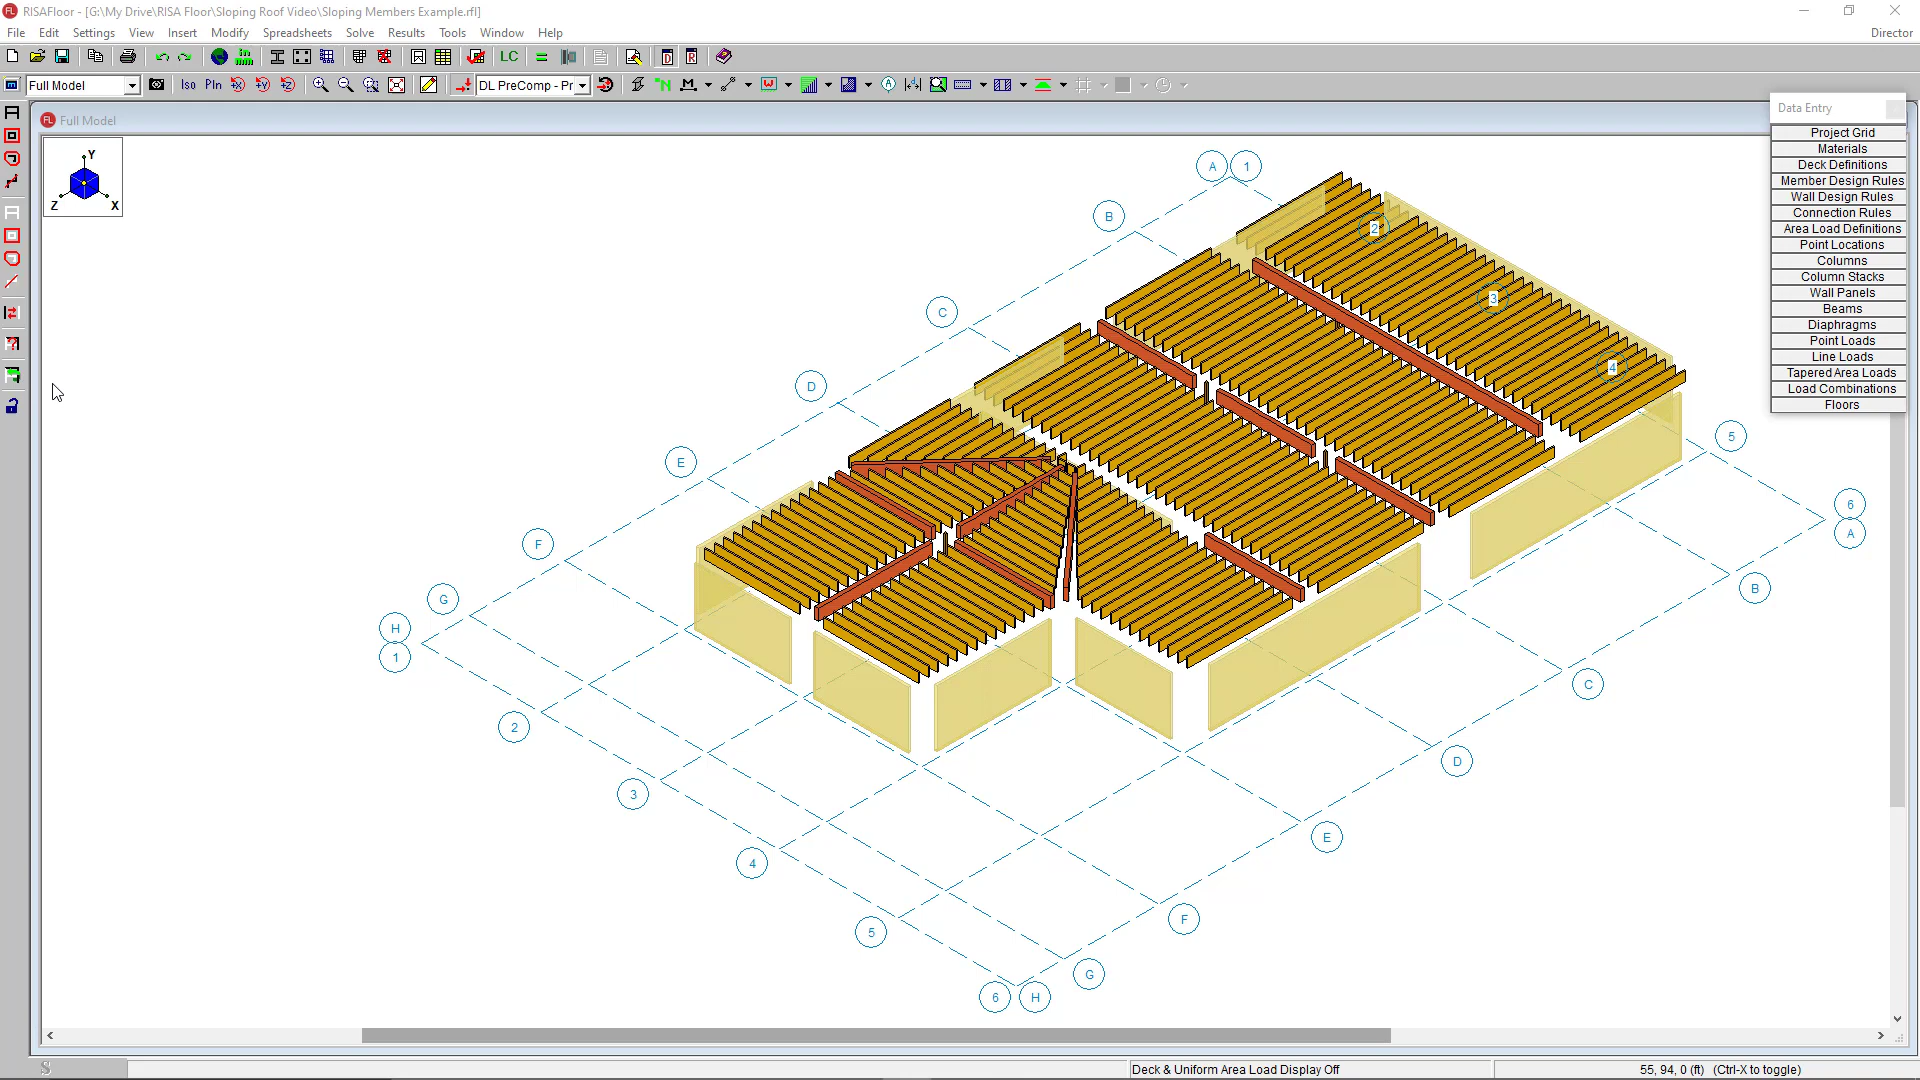 RISAFloor - [G:\My Drive\RISA Floor\Sloping Roof Video\Sloping Members Example.rfl]
File Edit Settings View Insert Modify Spreadsheets Solve Results Tools Window Help Director
LC D R
Full Model Iso Pln DL PreComp - Pr
Full Model
Data Entry
Project Grid
Materials
Deck Definitions
Member Design Rules
Wall Design Rules
Connection Rules
Area Load Definitions
Point Locations
Columns
Column Stacks
Wall Panels
Beams
Diaphragms
Point Loads
Line Loads
Tapered Area Loads
Load Combinations
Floors
Y
Z X
A 1
B
2
3
C
4
D
5
E
6
A
F
B
G
H
1
C
2
D
3
E
4
F
5
G
6 H
S Deck & Uniform Area Load Display Off 55, 94, 0 (ft) (Ctrl-X to toggle)